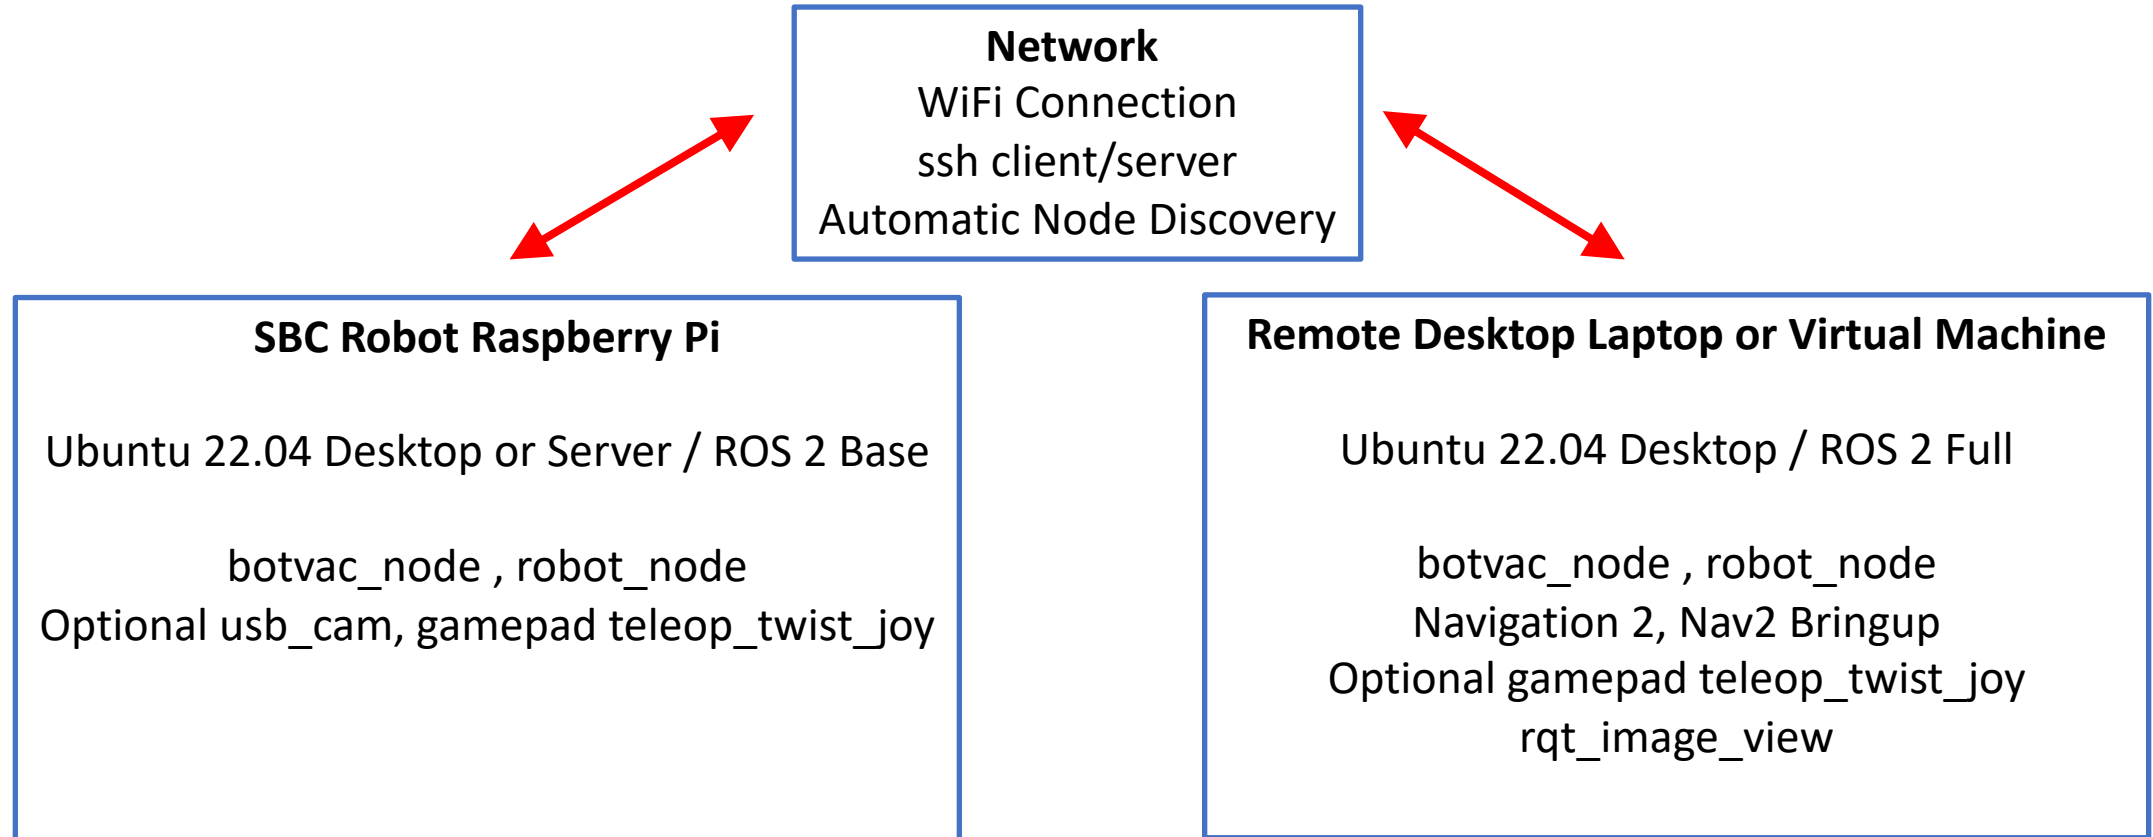 Network
WiFi Connection
ssh client/server
Automatic Node Discovery
SBC Robot Raspberry Pi
Ubuntu 22.04 Desktop or Server / ROS 2 Base
botvac_node , robot_node
Optional usb_cam, gamepad teleop_twist_joy
Remote Desktop Laptop or Virtual Machine
Ubuntu 22.04 Desktop / ROS 2 Full
botvac_node , robot_node
Navigation 2, Nav2 Bringup
Optional gamepad teleop_twist_joy
rqt_image_view